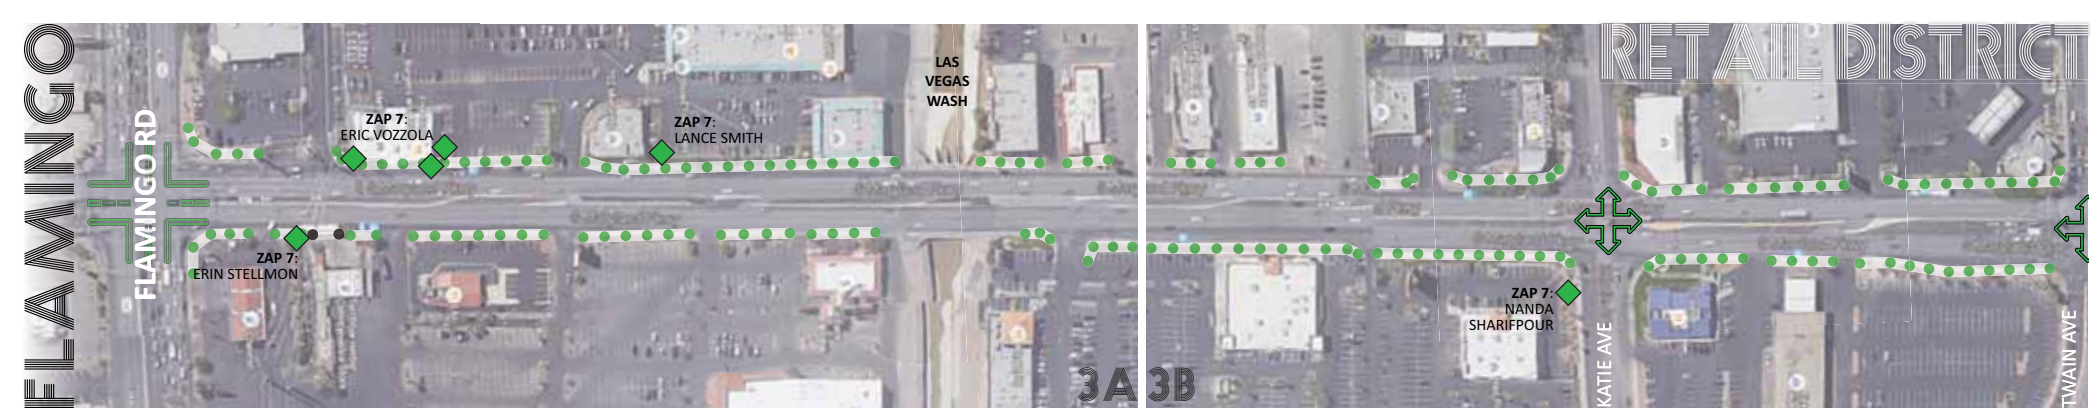 FLAMINGO
FLAMINGO RD
ZAP 7:
ERIC VOZZOLA
ZAP 7:
LANCE SMITH
LAS
VEGAS
WASH
ZAP 7:
ERIN STELLMON
3A
3B
RETAIL DISTRICT
ZAP 7:
NANDA
SHARIFPOUR
KATIE AVE
TWAIN AVE